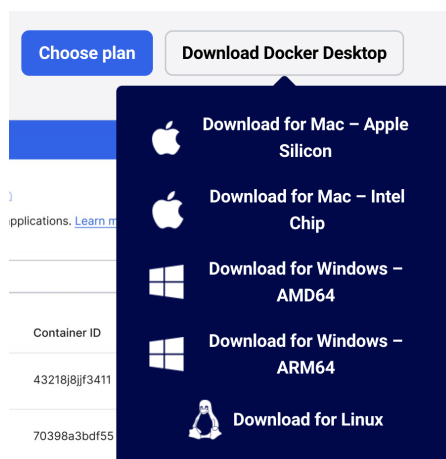 Choose plan
Download Docker Desktop
Download for Mac – Apple
Silicon
Download for Mac – Intel
Chip
Download for Windows –
AMD64
Download for Windows –
ARM64
Download for Linux
applications. Learn
Container ID
43218j8jjf3411
70398a3bdf55